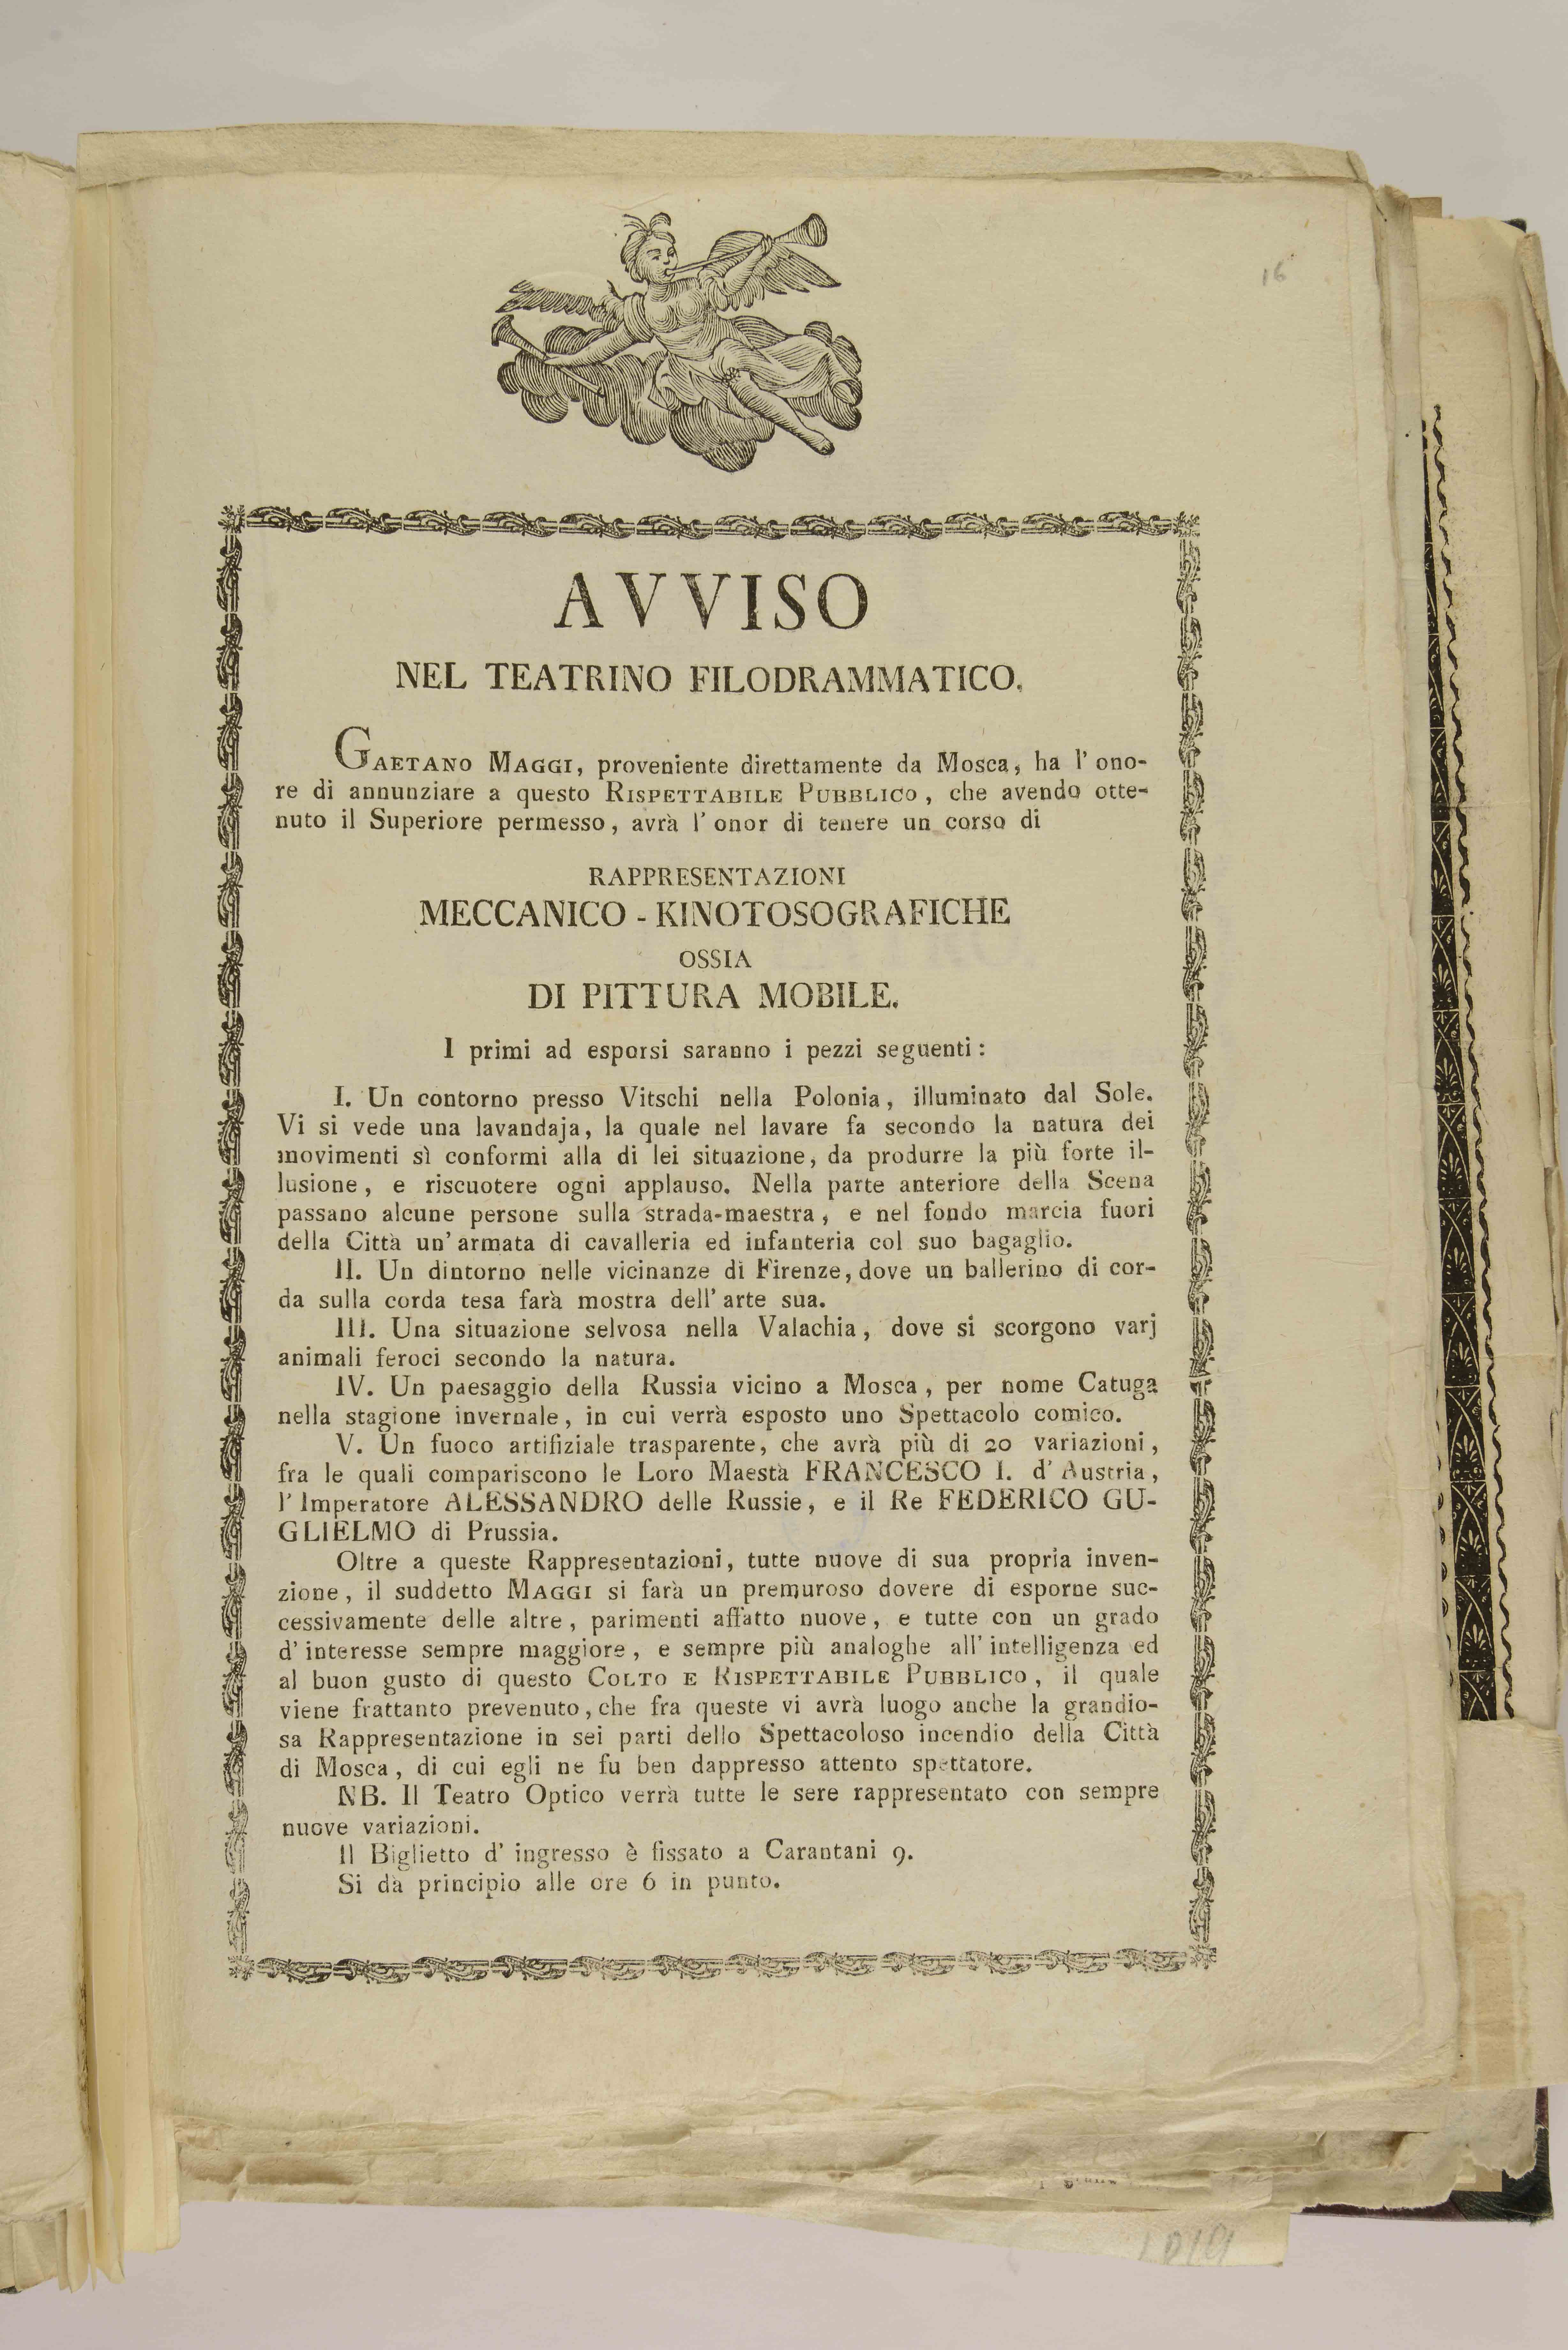 16
AVVISO
NEL TEATRINO FILODRAMMATICO.
GAETANO MAGGI, proveniente direttamente da Mosca, ha l' ono-
re di annunziare a questo RISPETTABILE PUBBLICO, che avendo otte-
nuto il Superiore permesso, avrà l' onor di tenere un corso di
RAPPRESENTAZIONI
MECCANICO - KINOTOSOGRAFICHE
OSSIA
DI PITTURA MOBILE.
I primi ad esporsi saranno i pezzi seguenti:
I. Un contorno presso Vitschi nella Polonia, illuminato dal Sole.
Vi si vede una lavandaja, la quale nel lavare fa secondo la natura dei
movimenti sì conformi alla di lei situazione, da produrre la più forte il-
lusione, e riscuotere ogni applauso. Nella parte anteriore della Scena
passano alcune persone sulla strada-maestra, e nel fondo marcia fuori
della Città un' armata di cavalleria ed infanteria col suo bagaglio.
II. Un dintorno nelle vicinanze di Firenze, dove un ballerino di cor-
da sulla corda tesa farà mostra dell' arte sua.
III. Una situazione selvosa nella Valachia, dove si scorgono varj
animali feroci secondo la natura.
IV. Un paesaggio della Russia vicino a Mosca, per nome Catuga
nella stagione invernale, in cui verrà esposto uno Spettacolo comico.
V. Un fuoco artifiziale trasparente, che avrà più di 20 variazioni,
fra le quali compariscono le Loro Maestà FRANCESCO I. d' Austria,
l' Imperatore ALESSANDRO delle Russie, e il Re FEDERICO GU-
GLIELMO di Prussia.
Oltre a queste Rappresentazioni, tutte nuove di sua propria inven-
zione, il suddetto MAGGI si farà un premuroso dovere di esporne suc-
cessivamente delle altre, parimenti affatto nuove, e tutte con un grado
d' interesse sempre maggiore, e sempre più analoghe all' intelligenza ed
al buon gusto di questo COLTO E RISPETTABILE PUBBLICO, il quale
viene frattanto prevenuto, che fra queste vi avrà luogo anche la grandio-
sa Rappresentazione in sei parti dello Spettacoloso incendio della Città
di Mosca, di cui egli ne fu ben dappresso attento spettatore.
NB. Il Teatro Optico verrà tutte le sere rappresentato con sempre
nuove variazioni.
Il Biglietto d' ingresso è fissato a Carantani 9.
Si dà principio alle ore 6 in punto.